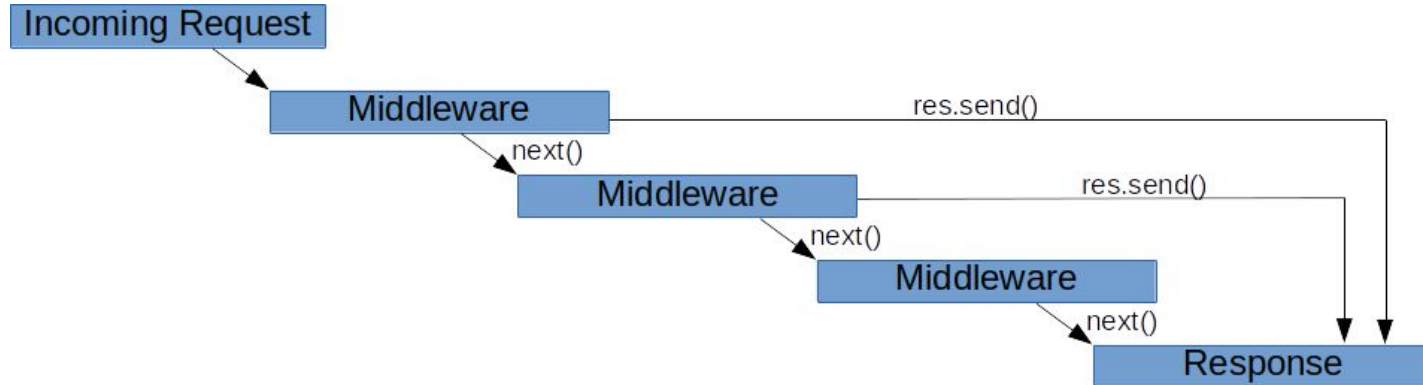 Incoming Request
Middleware
res.send()
next()
Middleware
res.send()
next()
Middleware
next()
Response